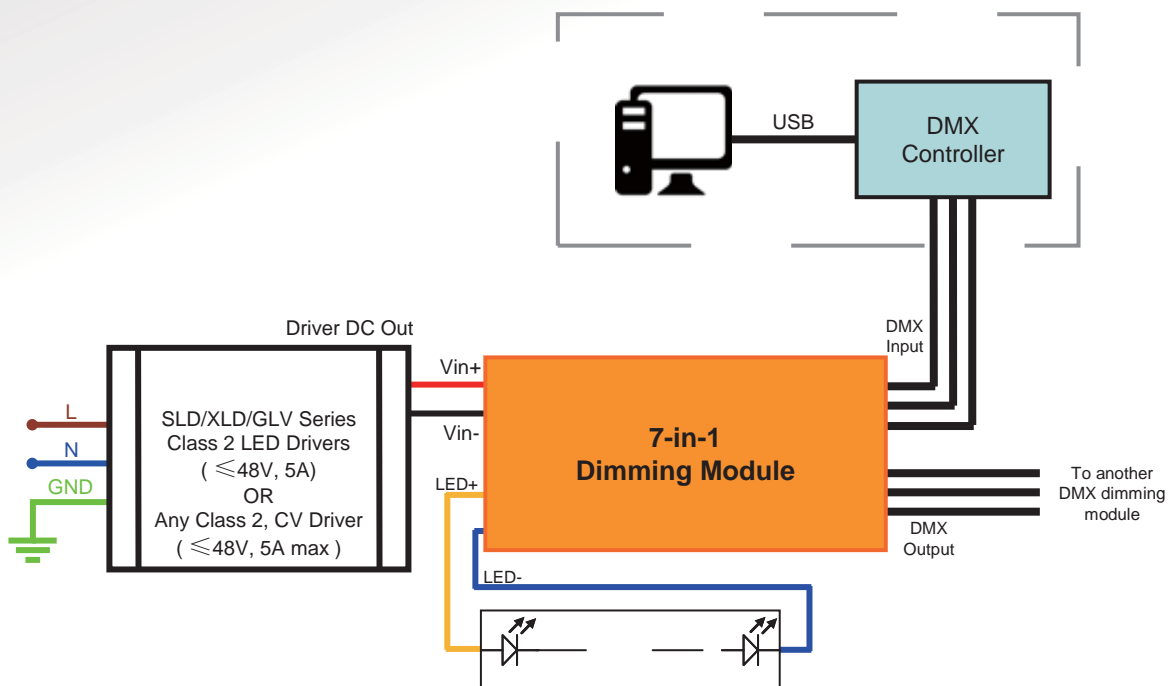 USB
DMX
Controller
Driver DC Out
DMX
Input
Vin+
Vin-
L
N
GND
SLD/XLD/GLV Series
Class 2 LED Drivers
( ≤48V, 5A)
OR
Any Class 2, CV Driver
( ≤48V, 5A max )
7-in-1
Dimming Module
LED+
LED-
To another
DMX dimming
module
DMX
Output